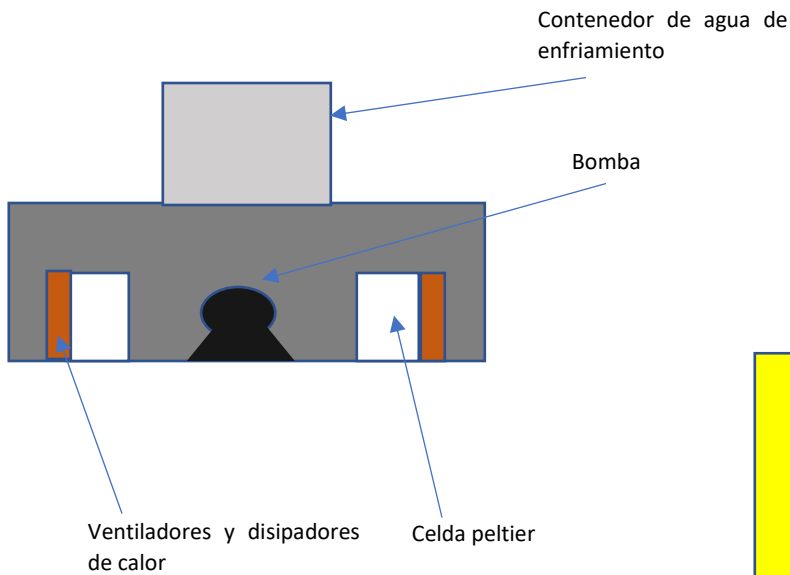 Contenedor de agua de
enfriamiento
Bomba
Ventiladores y disipadores
de calor
Celda peltier